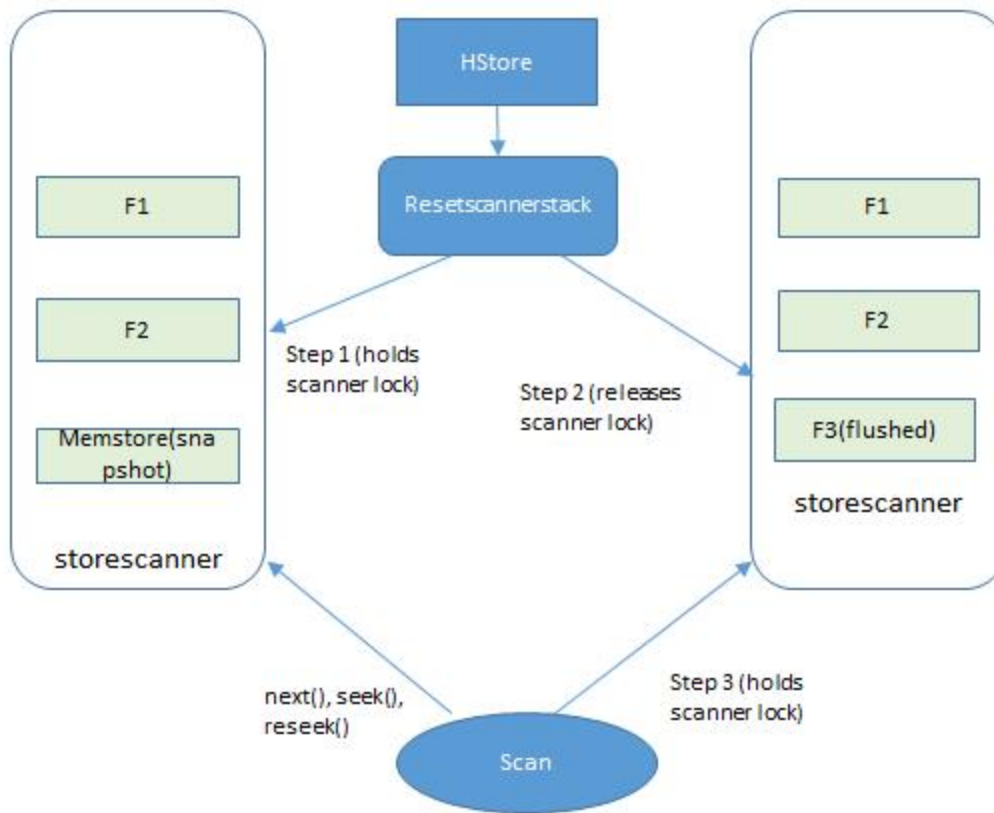 HStore
Resetscannerstack
F1
F2
Memstore(sna
pshot)
storescanner
Step 1 (holds
scanner lock)
Step 2 (releases
scanner lock)
F1
F2
F3(flushed)
storescanner
next(), seek(),
reseek()
Step 3 (holds
scanner lock)
Scan